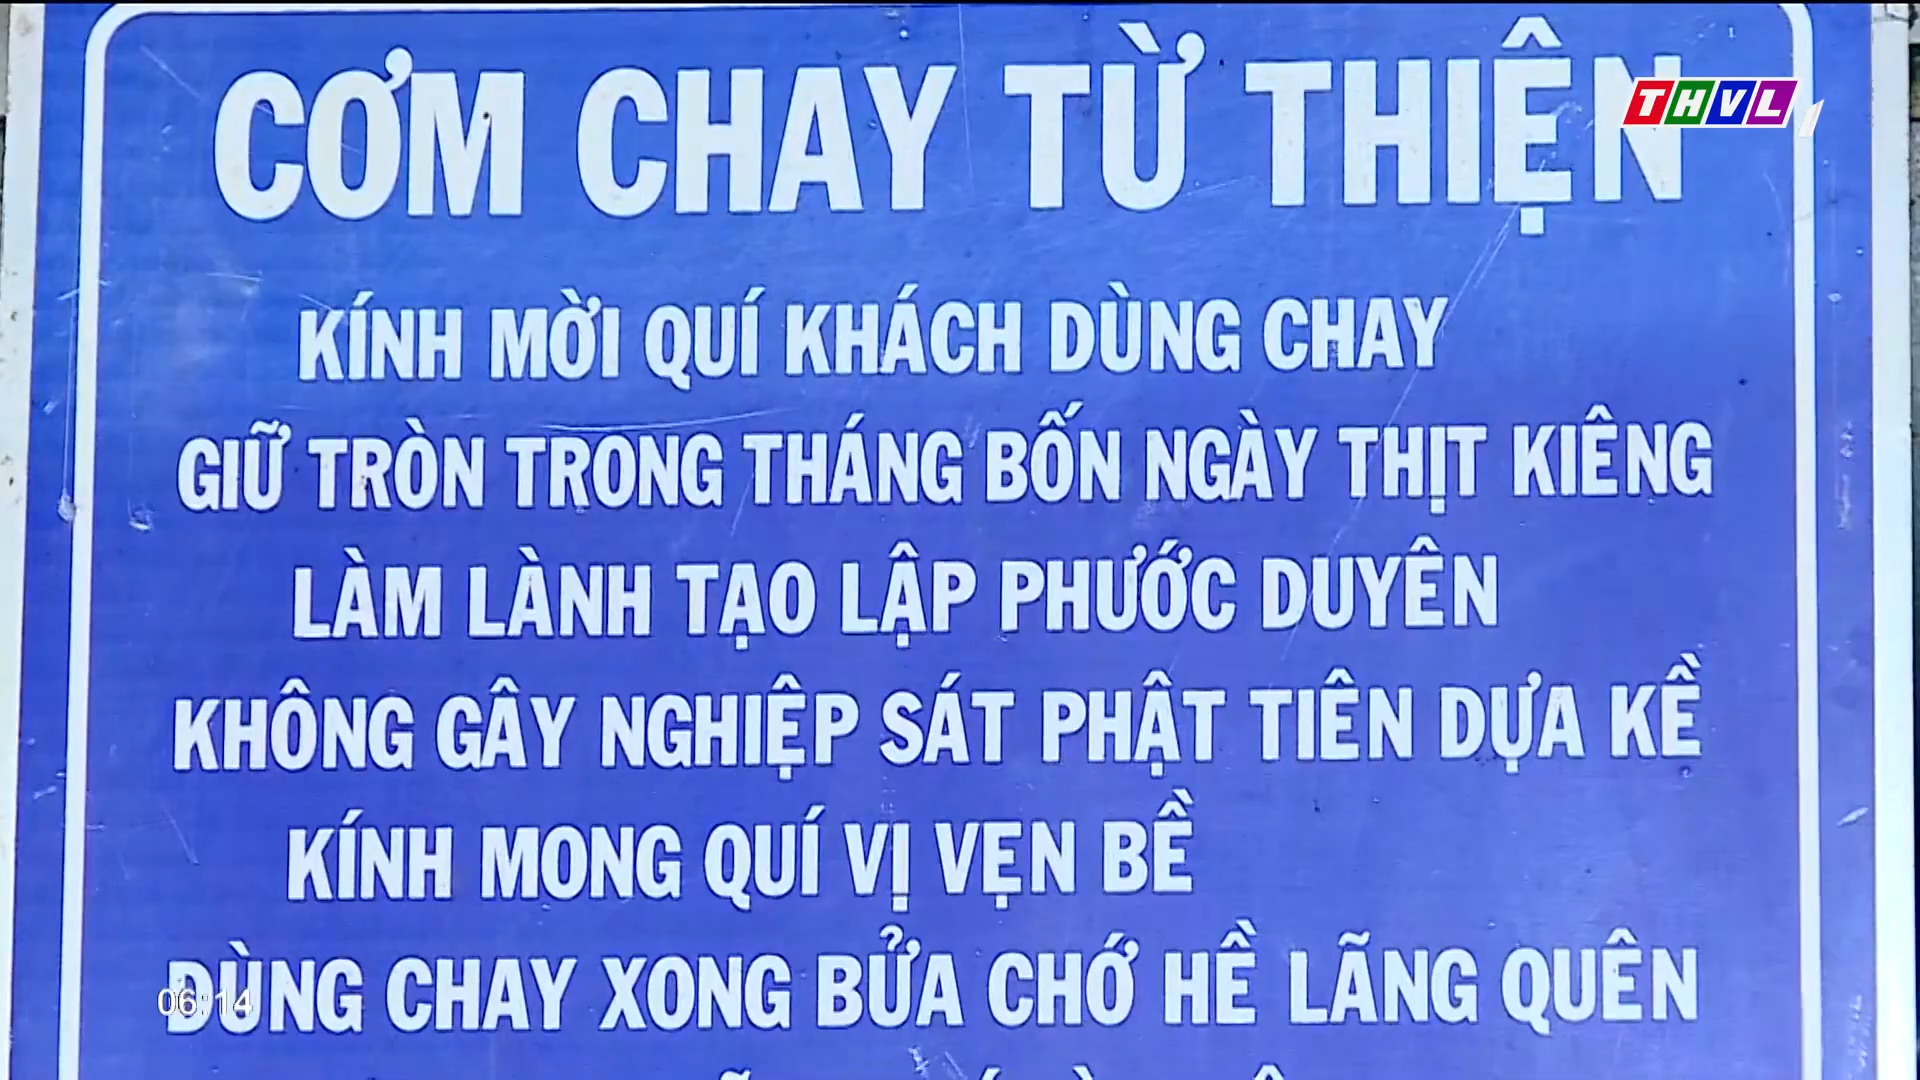 CƠM CHAY TỪ THIỆN
THVL 1
KÍNH MỜI QUÍ KHÁCH DÙNG CHAY
GIỮ TRÒN TRONG THÁNG BỐN NGÀY THỊT KIÊNG
LÀM LÀNH TẠO LẬP PHƯỚC DUYÊN
KHÔNG GÂY NGHIỆP SÁT PHẬT TIÊN DỰA KỀ
KÍNH MONG QUÍ VỊ VẸN BỀ
DÙNG CHAY XONG BỬA CHỚ HỀ LÃNG QUÊN
06:14